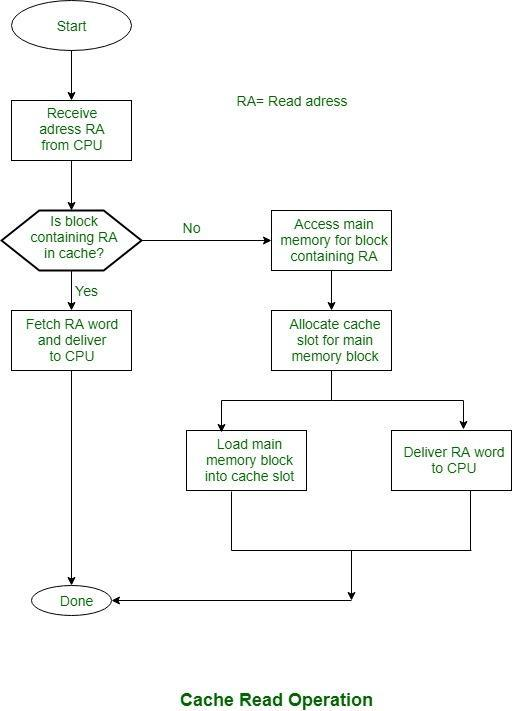 Start
RA= Read adress
Receive
adress RA
from CPU
Is block
containing RA
in cache?
No
Access main
memory for block
containing RA
Yes
Fetch RA word
and deliver
to CPU
Allocate cache
slot for main
memory block
Load main
memory block
into cache slot
Deliver RA word
to CPU
Done
Cache Read Operation